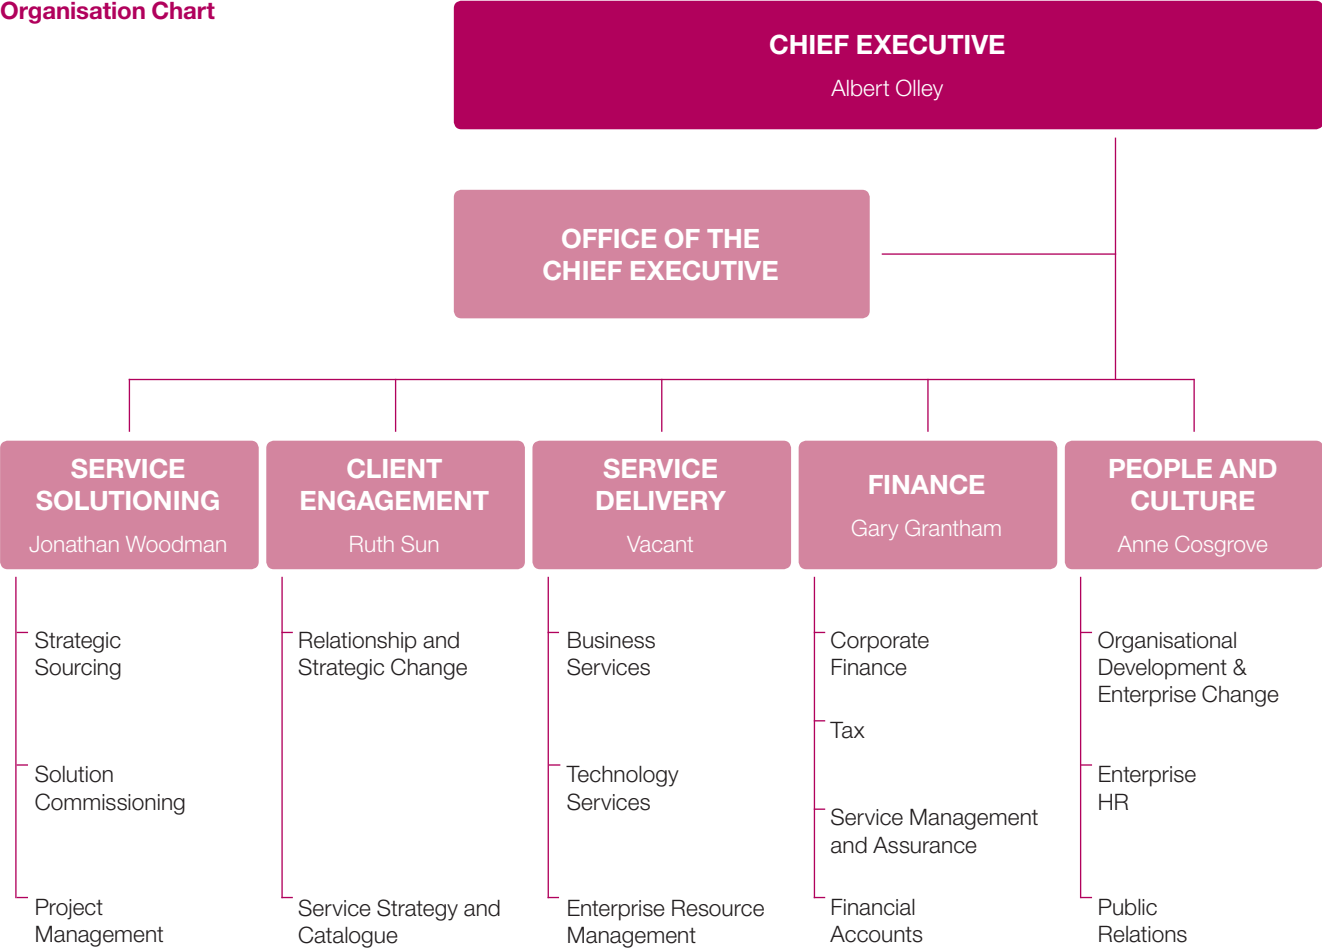 Organisation Chart
CHIEF EXECUTIVE
Albert Olley
OFFICE OF THE
CHIEF EXECUTIVE
SERVICE
SOLUTIONING
Jonathan Woodman
CLIENT
ENGAGEMENT
Ruth Sun
SERVICE
DELIVERY
Vacant
FINANCE
Gary Grantham
PEOPLE AND
CULTURE
Anne Cosgrove
Strategic
Sourcing
Solution
Commissioning
Project
Management
Relationship and
Strategic Change
Service Strategy and
Catalogue
Business
Services
Technology
Services
Enterprise Resource
Management
Corporate
Finance
Tax
Service Management
and Assurance
Financial
Accounts
Organisational
Development &
Enterprise Change
Enterprise
HR
Public
Relations